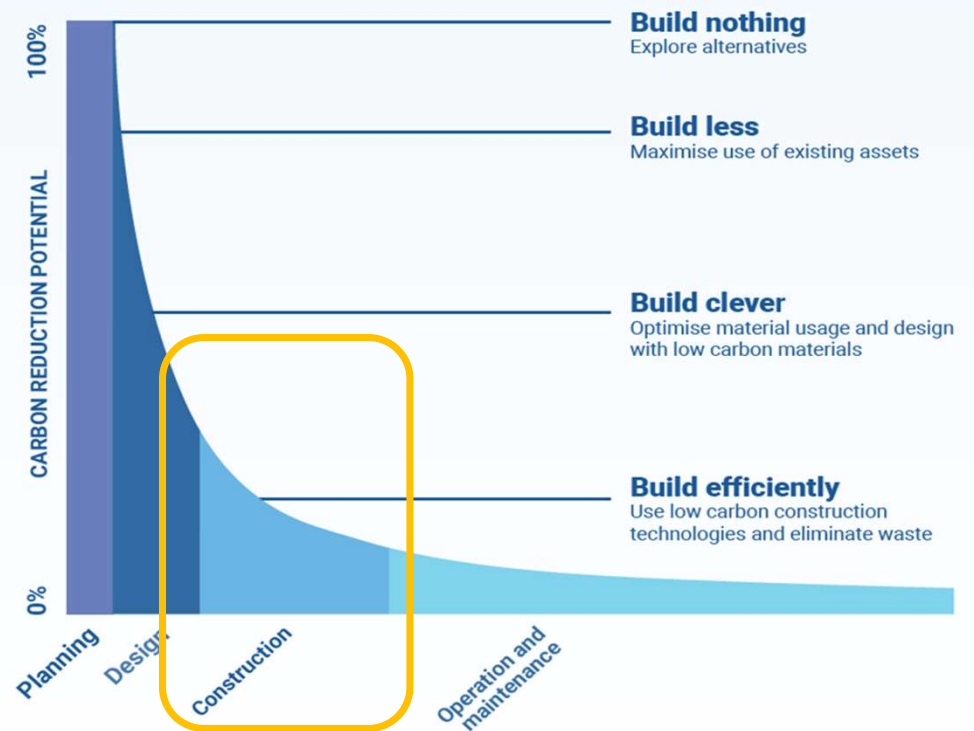 100%
CARBON REDUCTION POTENTIAL
0%
Build nothing
Explore alternatives
Build less
Maximise use of existing assets
Build clever
Optimise material usage and design
with low carbon materials
Build efficiently
Use low carbon construction
technologies and eliminate waste
Planning
Design
Construction
Operation and
maintenance